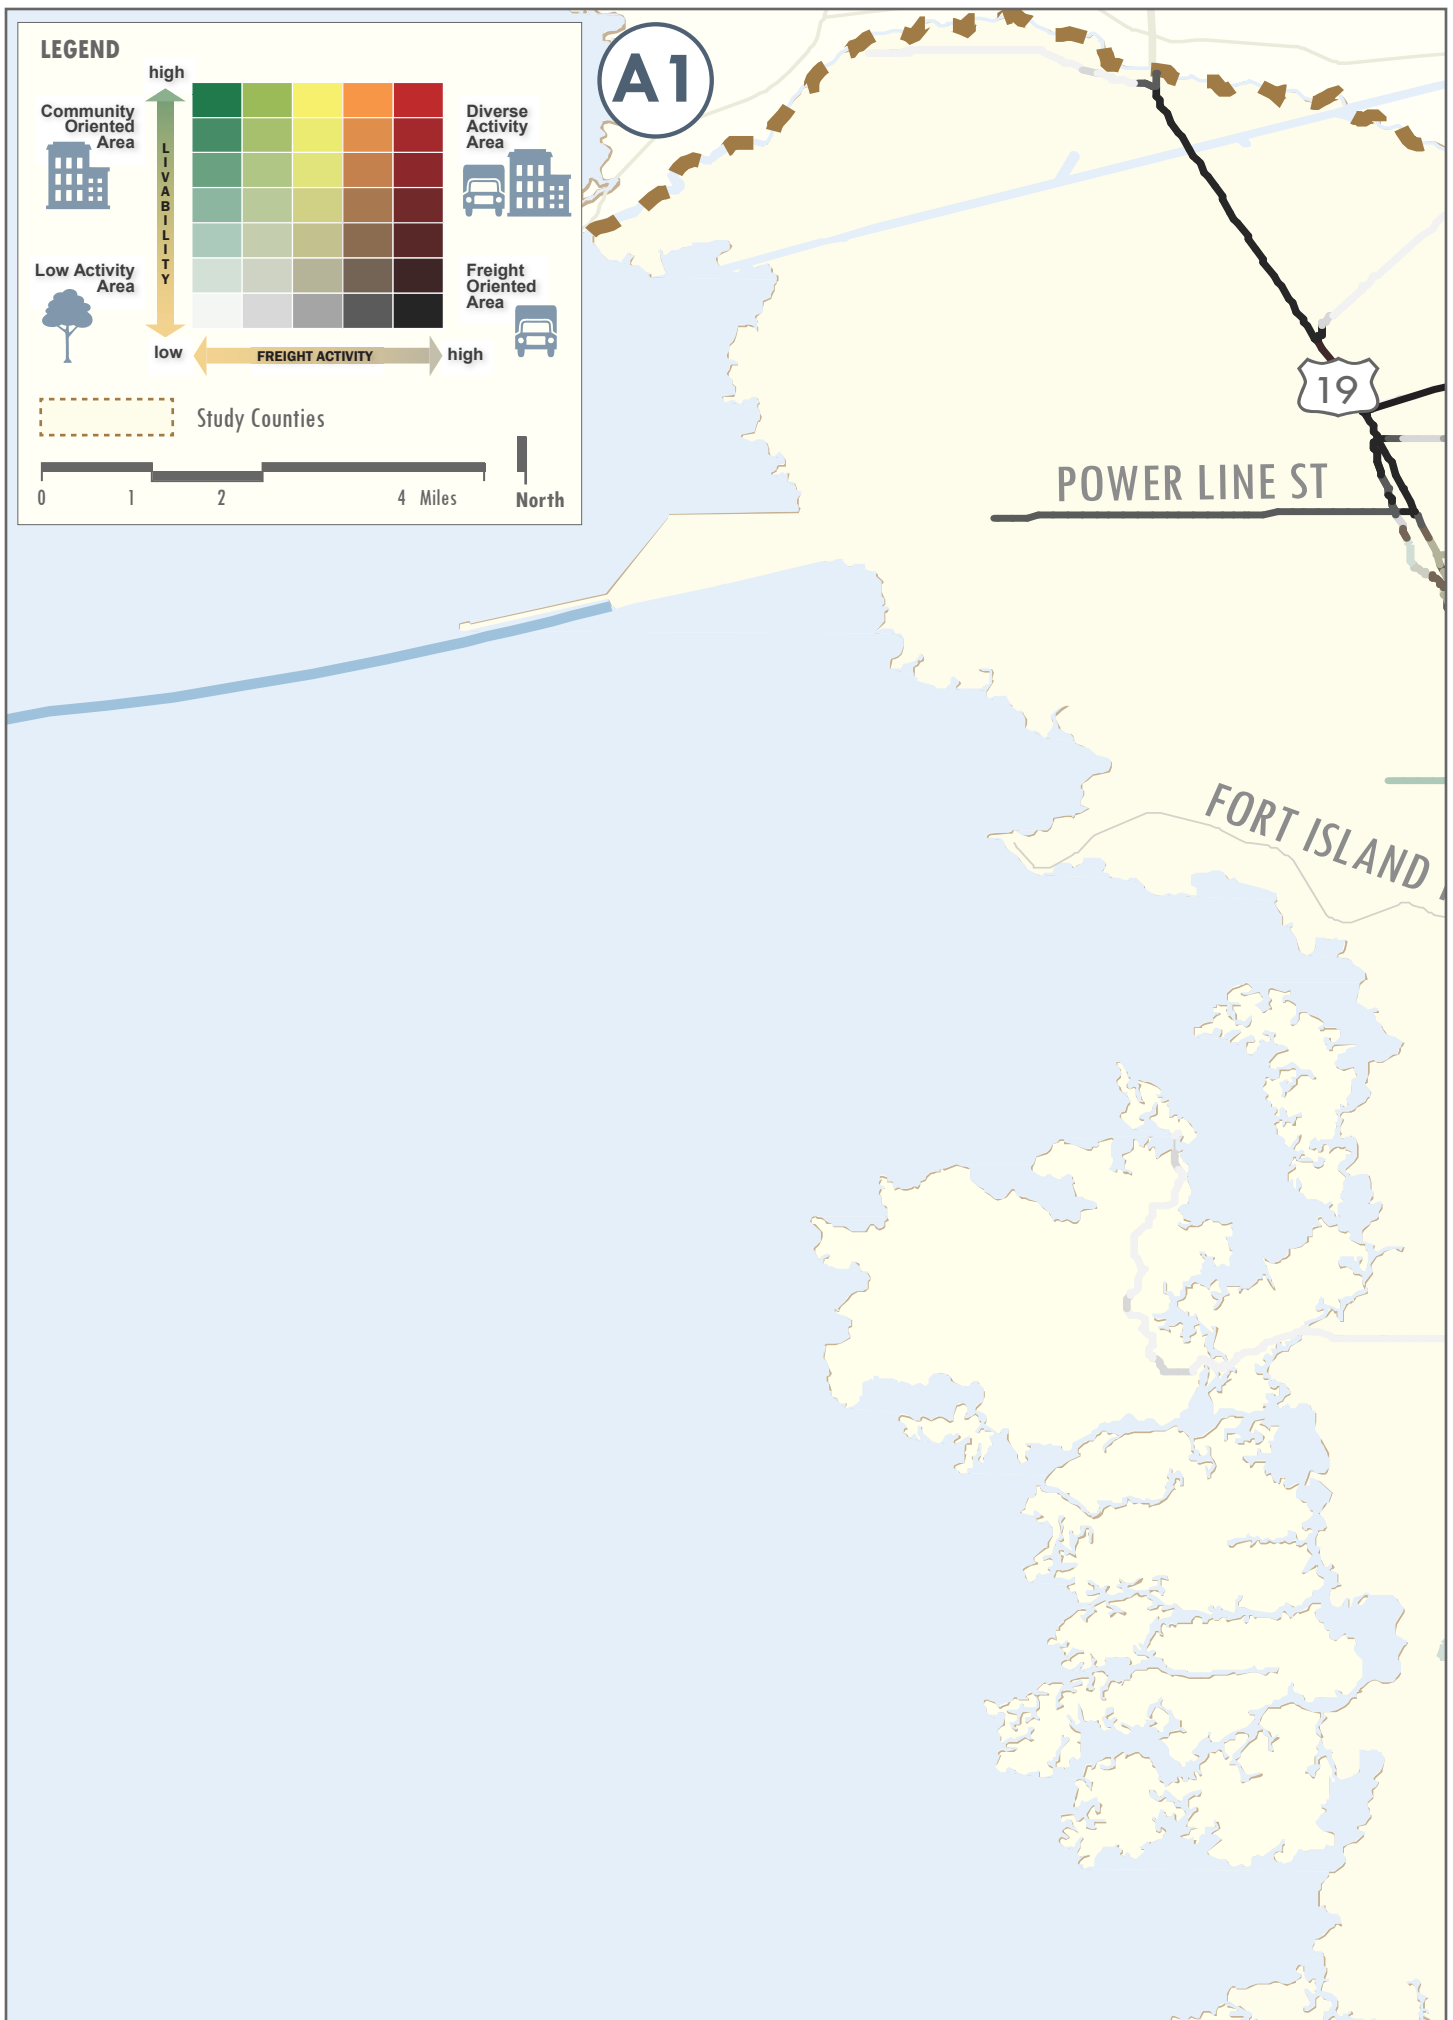 LEGEND
high
Community
Oriented
Area
LIVABILITY
Diverse
Activity
Area
Low Activity
Area
Freight
Oriented
Area
low
FREIGHT ACTIVITY
high
Study Counties
0 1 2 4 Miles
North
A1
19
POWER LINE ST
FORT ISLAND